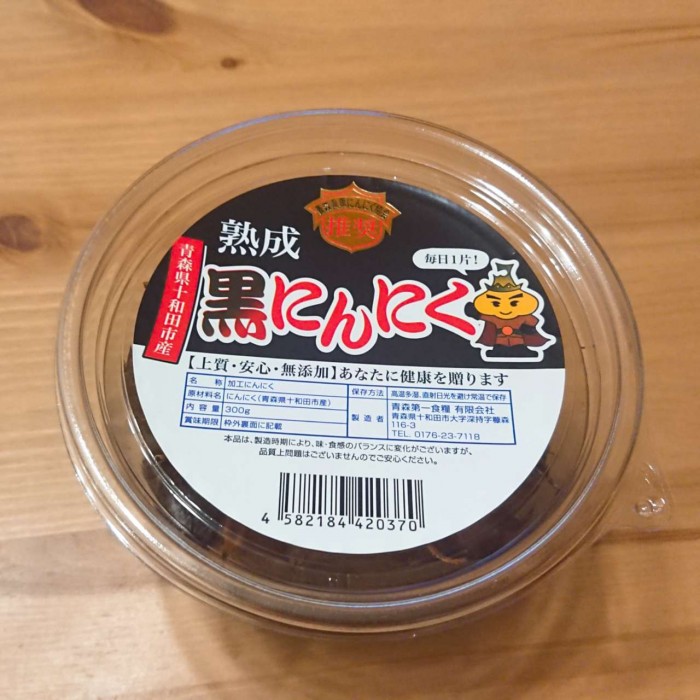 推奨
熟成
毎日1片!
青森県十和田市産
黒にんにく
【上質・安心・無添加】あなたに健康を贈ります
名称 加工にんにく
原材料名 にんにく(青森県十和田市産)
内容量 300g
賞味期限 枠外裏面に記載
保存方法 高温多湿、直射日光を避け常温で保存
製造者 青森第一食糧 有限会社
青森県十和田市大字深持字糠森
116-3
TEL. 0176-23-7118
本品は、製造時期により、味・食感のバランスに変化がございますが、
品質上問題はございませんのでご安心ください。
4 582184 420370